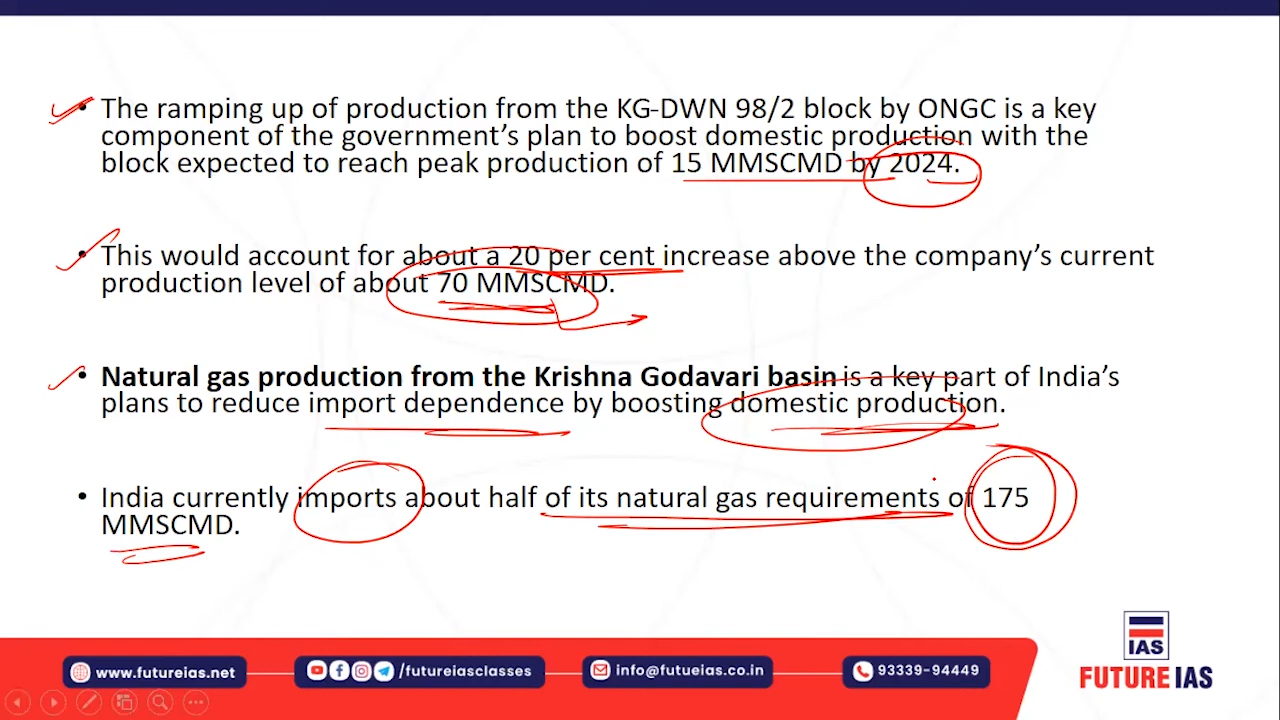 • The ramping up of production from the KG-DWN 98/2 block by ONGC is a key
component of the government's plan to boost domestic production with the
block expected to reach peak production of 15 MMSCMD by 2024.
• This would account for about a 20 per cent increase above the company's current
production level of about 70 MMSCMD.
• Natural gas production from the Krishna Godavari basin is a key part of India's
plans to reduce import dependence by boosting domestic production.
• India currently imports about half of its natural gas requirements of 175
MMSCMD.
IAS
www.futureias.net /futureiasclasses info@futueias.co.in 93339-94449
FUTURE IAS